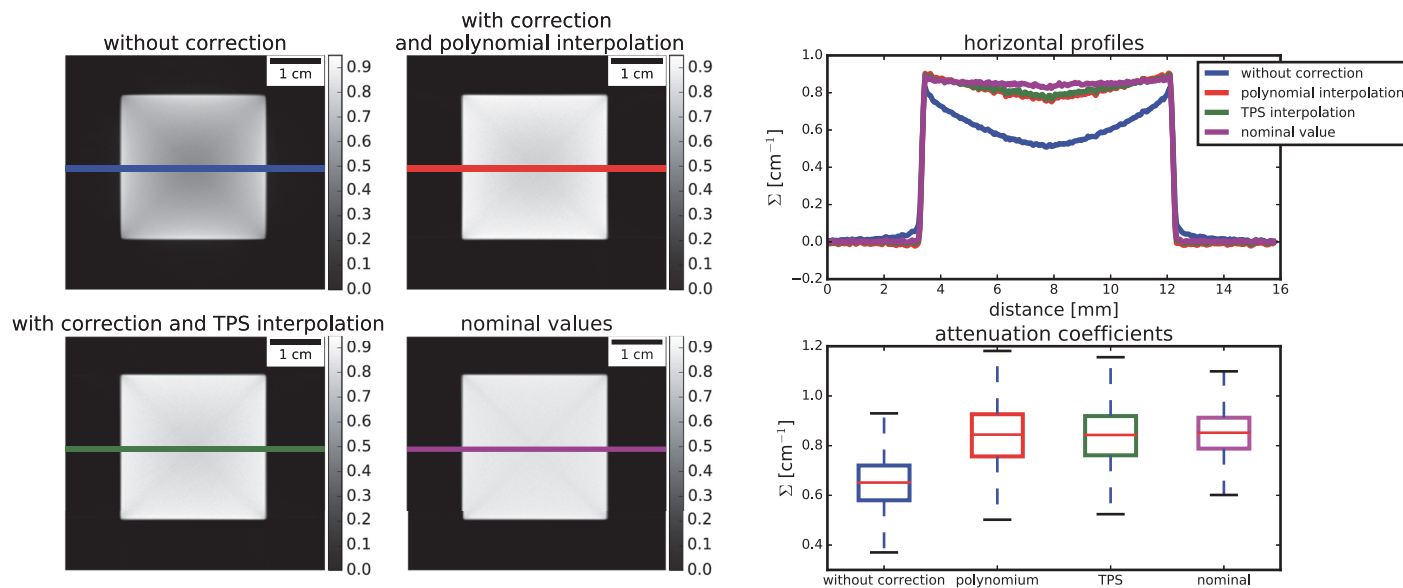 without correction
1 cm
0.9
0.8
0.7
0.6
0.5
0.4
0.3
0.2
0.1
0.0
with correction
and polynomial interpolation
1 cm
0.9
0.8
0.7
0.6
0.5
0.4
0.3
0.2
0.1
0.0
with correction and TPS interpolation
1 cm
0.9
0.8
0.7
0.6
0.5
0.4
0.3
0.2
0.1
0.0
nominal values
1 cm
0.9
0.8
0.7
0.6
0.5
0.4
0.3
0.2
0.1
0.0
horizontal profiles
Σ [cm⁻¹]
1.0
0.8
0.6
0.4
0.2
0.0
−0.2
0 2 4 6 8 10 12 14 16
distance [mm]
without correction
polynomial interpolation
TPS interpolation
nominal value
attenuation coefficients
Σ [cm⁻¹]
1.2
1.0
0.8
0.6
0.4
without correction polynomium TPS nominal